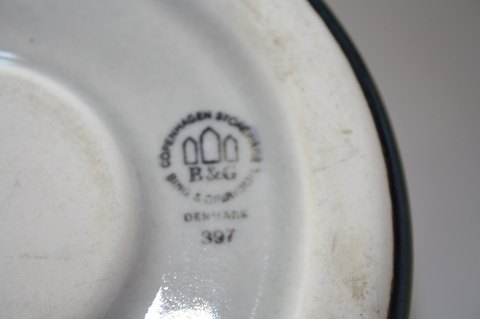 COPENHAGEN STONEWARE
B&G
BING & GRØNDAHL
DENMARK
397